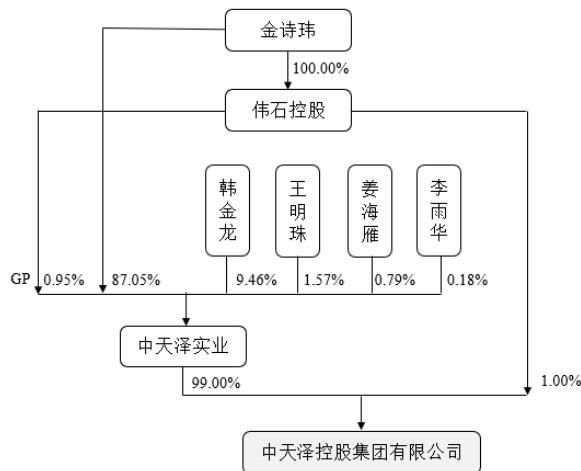 金诗玮
100.00%
伟石控股
韩金龙
王明珠
姜海雁
李雨华
GP 0.95% 87.05% 9.46% 1.57% 0.79% 0.18%
中天泽实业
99.00% 1.00%
中天泽控股集团有限公司